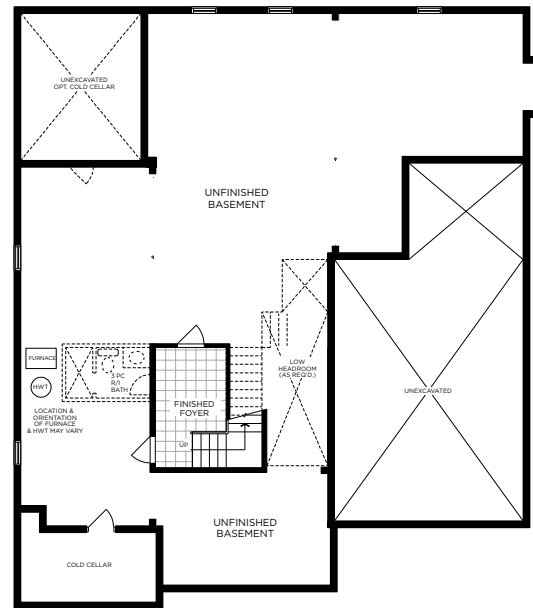 UNEXCAVATED
OPT. COLD CELLAR
UNFINISHED
BASEMENT
FURNACE
HWT
3 PC
R/I
BATH
LOW
HEADROOM
(AS REQ'D.)
FINISHED
FOYER
UNEXCAVATED
LOCATION &
ORIENTATION
OF FURNACE
& HWT MAY VARY
UP
UNFINISHED
BASEMENT
COLD CELLAR